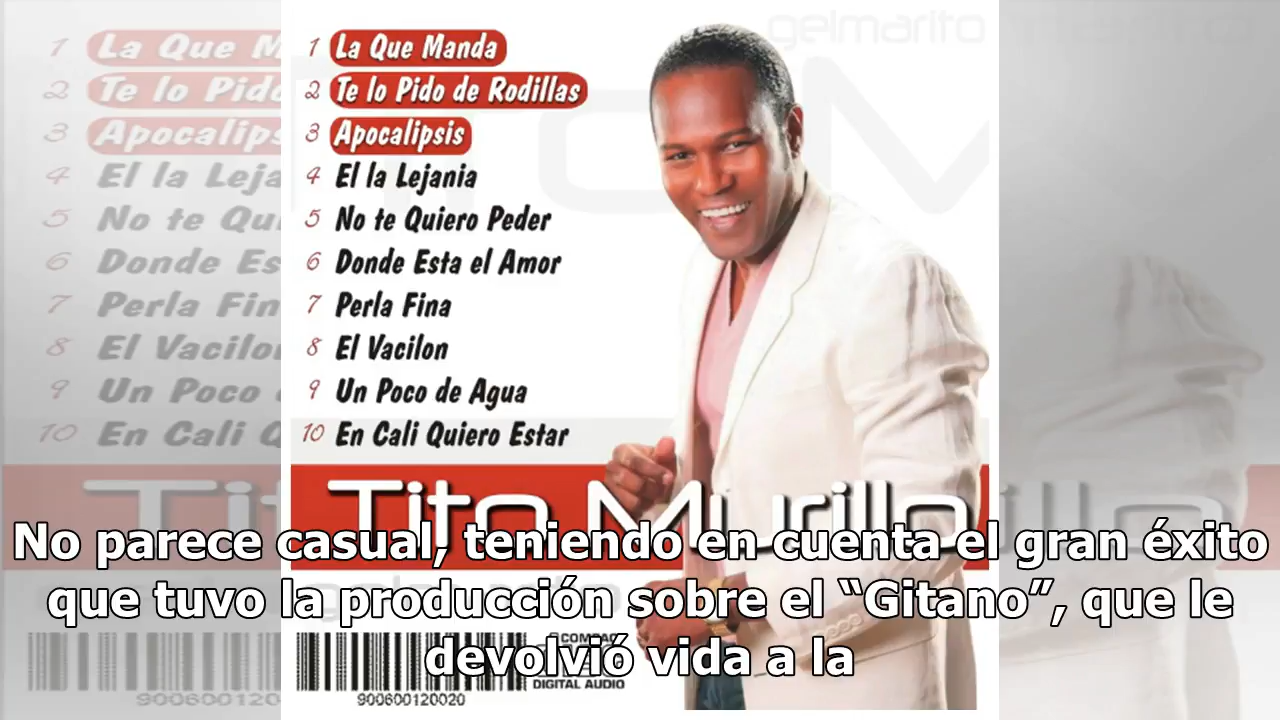 gelmarito
1 La Que Manda
2 Te lo Pido de Rodillas
3 Apocalipsis
4 El la Lejania
5 No te Quiero Peder
6 Donde Esta el Amor
7 Perla Fina
8 El Vacilon
9 Un Poco de Agua
10 En Cali Quiero Estar
Tito Murillo
No parece casual, teniendo en cuenta el gran éxito
que tuvo la producción sobre el “Gitano”, que le
devolvió vida a la
DIGITAL AUDIO
900600120020